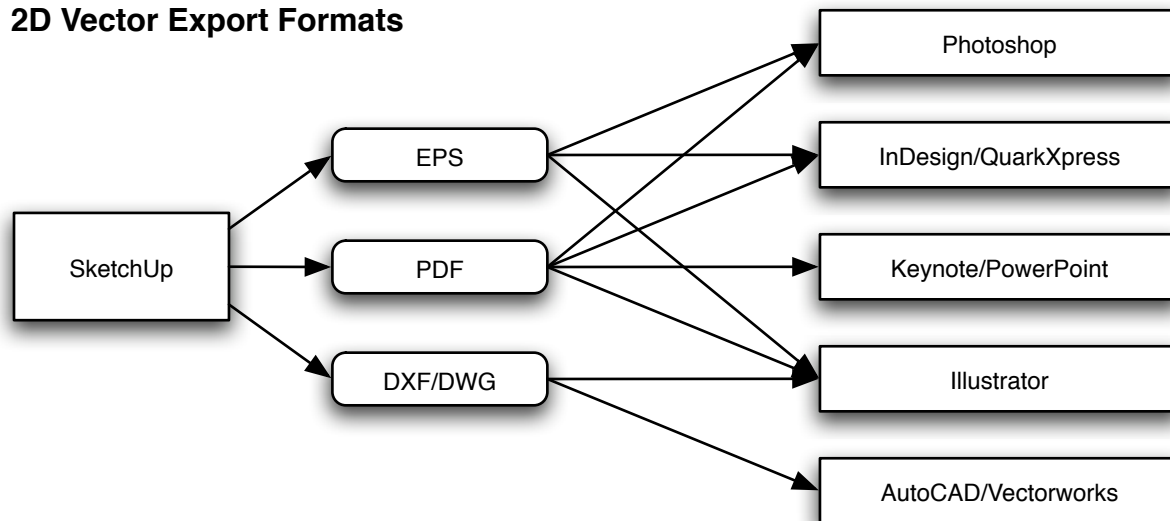 2D Vector Export Formats
Photoshop
EPS
InDesign/QuarkXpress
SketchUp
PDF
Keynote/PowerPoint
DXF/DWG
Illustrator
AutoCAD/Vectorworks